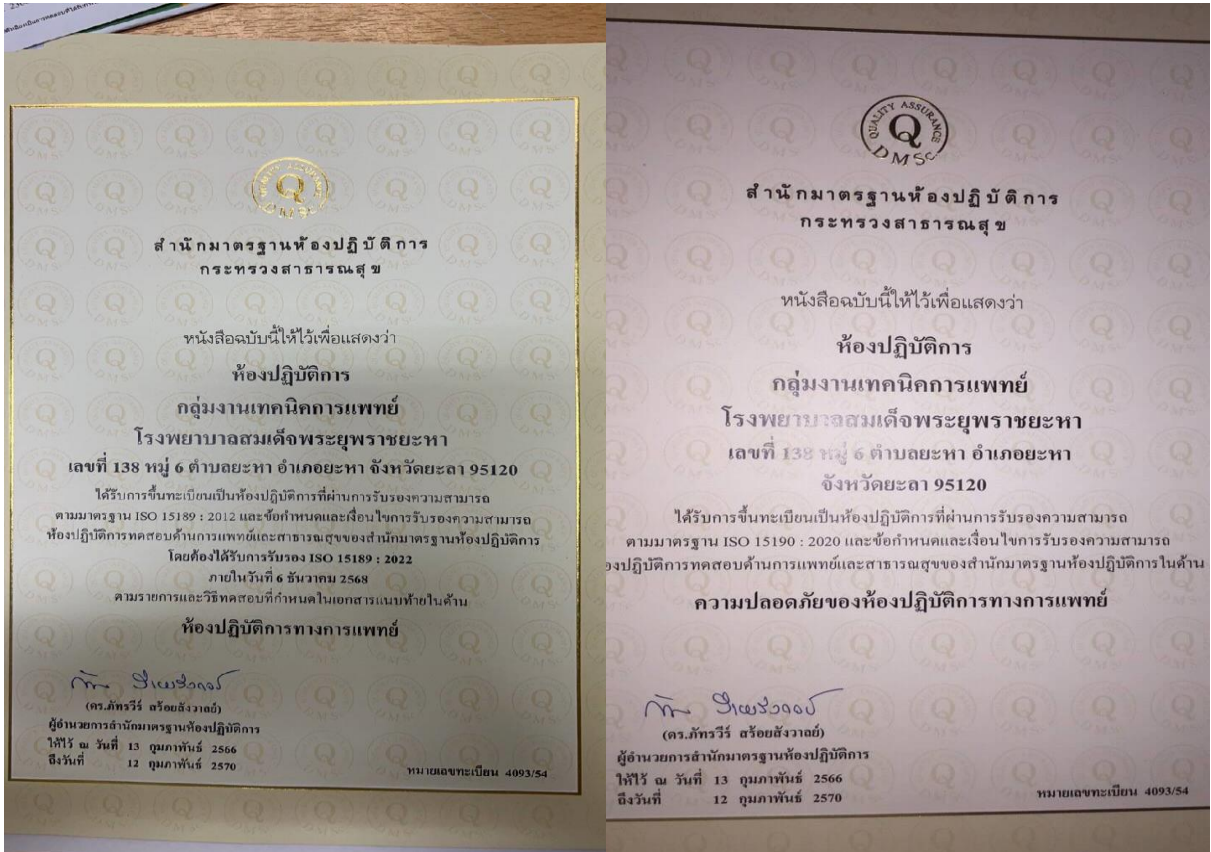 QUALITY ASSURANCE
Q
DMSc
สำนักมาตรฐานห้องปฏิบัติการ
กระทรวงสาธารณสุข
หนังสือฉบับนี้ให้ไว้เพื่อแสดงว่า
ห้องปฏิบัติการ
กลุ่มงานเทคนิคการแพทย์
โรงพยาบาลสมเด็จพระยุพราชยะหา
เลขที่ 138 หมู่ 6 ตำบลยะหา อำเภอยะหา จังหวัดยะลา 95120
ได้รับการขึ้นทะเบียนเป็นห้องปฏิบัติการที่ผ่านการรับรองความสามารถ
ตามมาตรฐาน ISO 15189 : 2012 และข้อกำหนดและเงื่อนไขการรับรองความสามารถ
ห้องปฏิบัติการทดสอบด้านการแพทย์และสาธารณสุขของสำนักมาตรฐานห้องปฏิบัติการ
โดยต้องได้รับการรับรอง ISO 15189 : 2022
ภายในวันที่ 6 ธันวาคม 2568
ตามรายการและวิธีทดสอบที่กำหนดในเอกสารแนบท้ายในด้าน
ห้องปฏิบัติการทางการแพทย์
(ดร.ภัทรวีร์ สร้อยสังวาลย์)
ผู้อำนวยการสำนักมาตรฐานห้องปฏิบัติการ
ให้ไว้ ณ วันที่ 13 กุมภาพันธ์ 2566
ถึงวันที่ 12 กุมภาพันธ์ 2570
หมายเลขทะเบียน 4093/54
QUALITY ASSURANCE
Q
DMSc
สำนักมาตรฐานห้องปฏิบัติการ
กระทรวงสาธารณสุข
หนังสือฉบับนี้ให้ไว้เพื่อแสดงว่า
ห้องปฏิบัติการ
กลุ่มงานเทคนิคการแพทย์
โรงพยาบาลสมเด็จพระยุพราชยะหา
เลขที่ 138 หมู่ 6 ตำบลยะหา อำเภอยะหา
จังหวัดยะลา 95120
ได้รับการขึ้นทะเบียนเป็นห้องปฏิบัติการที่ผ่านการรับรองความสามารถ
ตามมาตรฐาน ISO 15190 : 2020 และข้อกำหนดและเงื่อนไขการรับรองความสามารถ
องปฏิบัติการทดสอบด้านการแพทย์และสาธารณสุขของสำนักมาตรฐานห้องปฏิบัติการในด้าน
ความปลอดภัยของห้องปฏิบัติการทางการแพทย์
(ดร.ภัทรวีร์ สร้อยสังวาลย์)
ผู้อำนวยการสำนักมาตรฐานห้องปฏิบัติการ
ให้ไว้ ณ วันที่ 13 กุมภาพันธ์ 2566
ถึงวันที่ 12 กุมภาพันธ์ 2570
หมายเลขทะเบียน 4093/54